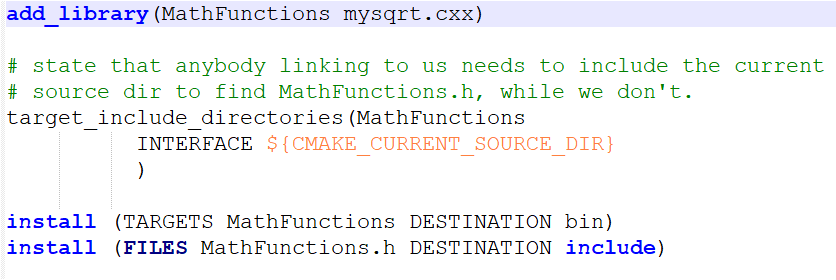 add_library(MathFunctions mysqrt.cxx)
# state that anybody linking to us needs to include the current
# source dir to find MathFunctions.h, while we don't.
target_include_directories(MathFunctions
INTERFACE ${CMAKE_CURRENT_SOURCE_DIR}
)
install (TARGETS MathFunctions DESTINATION bin)
install (FILES MathFunctions.h DESTINATION include)